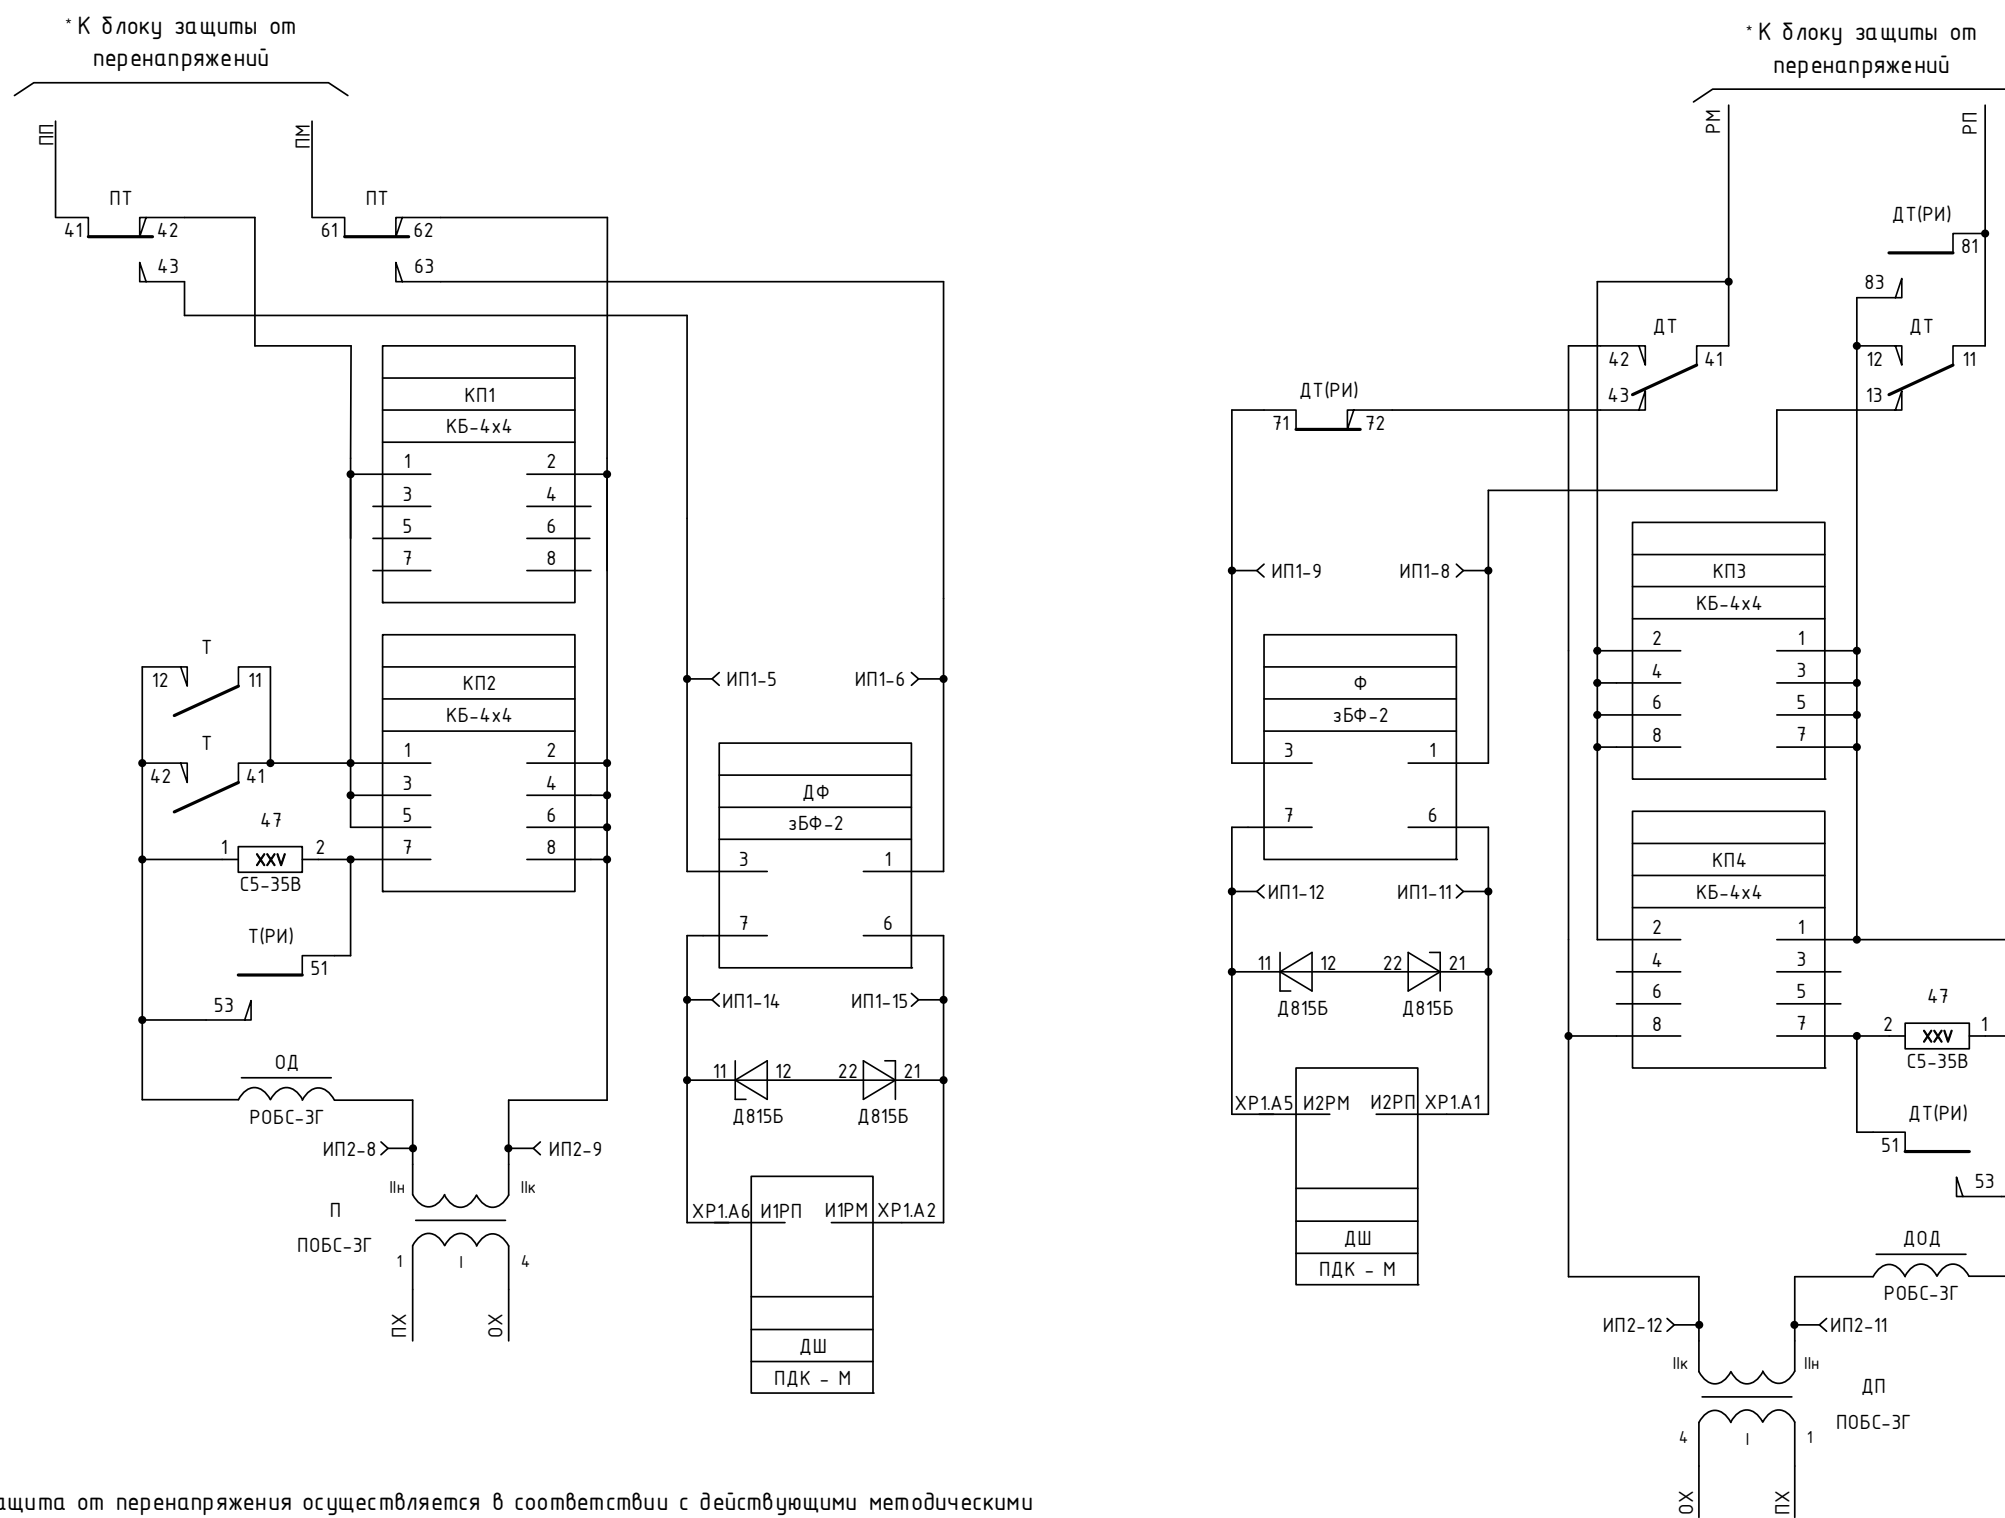 * К блоку защиты от
перенапряжений
ПП
ПМ
ПТ
41
42
43
ПТ
61
62
63
КП1
КБ-4х4
1 2
3 4
5 6
7 8
Т
12 11
Т
42 41
47
1 XXV 2
С5-35В
Т(РИ)
51
53
КП2
КБ-4х4
1 2
3 4
5 6
7 8
ОД
РОБС-3Г
ИП2-8
ИП2-9
IIн IIк
П
ПОБС-3Г
1 I 4
ПХ
ОХ
ИП1-5
ИП1-6
ДФ
зБФ-2
3 1
7 6
ИП1-14
ИП1-15
11 12 22 21
Д815Б Д815Б
ХР1.А6 И1РП И1РМ ХР1.А2
ДШ
ПДК - М
ащита от перенапряжения осуществляется в соответствии с действующими методическими
* К блоку защиты от
перенапряжений
РМ
РП
ДТ(РИ)
81
83
ДТ
42 41
43
ДТ
12 11
13
ДТ(РИ)
71 72
ИП1-9
ИП1-8
Ф
зБФ-2
3 1
7 6
ИП1-12
ИП1-11
11 12 22 21
Д815Б Д815Б
ХР1.А5 И2РМ И2РП ХР1.А1
ДШ
ПДК - М
КП3
КБ-4х4
2 1
4 3
6 5
8 7
КП4
КБ-4х4
2 1
4 3
6 5
8 7
47
2 XXV 1
С5-35В
ДТ(РИ)
51
53
ДОД
РОБС-3Г
ИП2-12
ИП2-11
IIк IIн
ДП
ПОБС-3Г
4 I 1
ОХ
ПХ